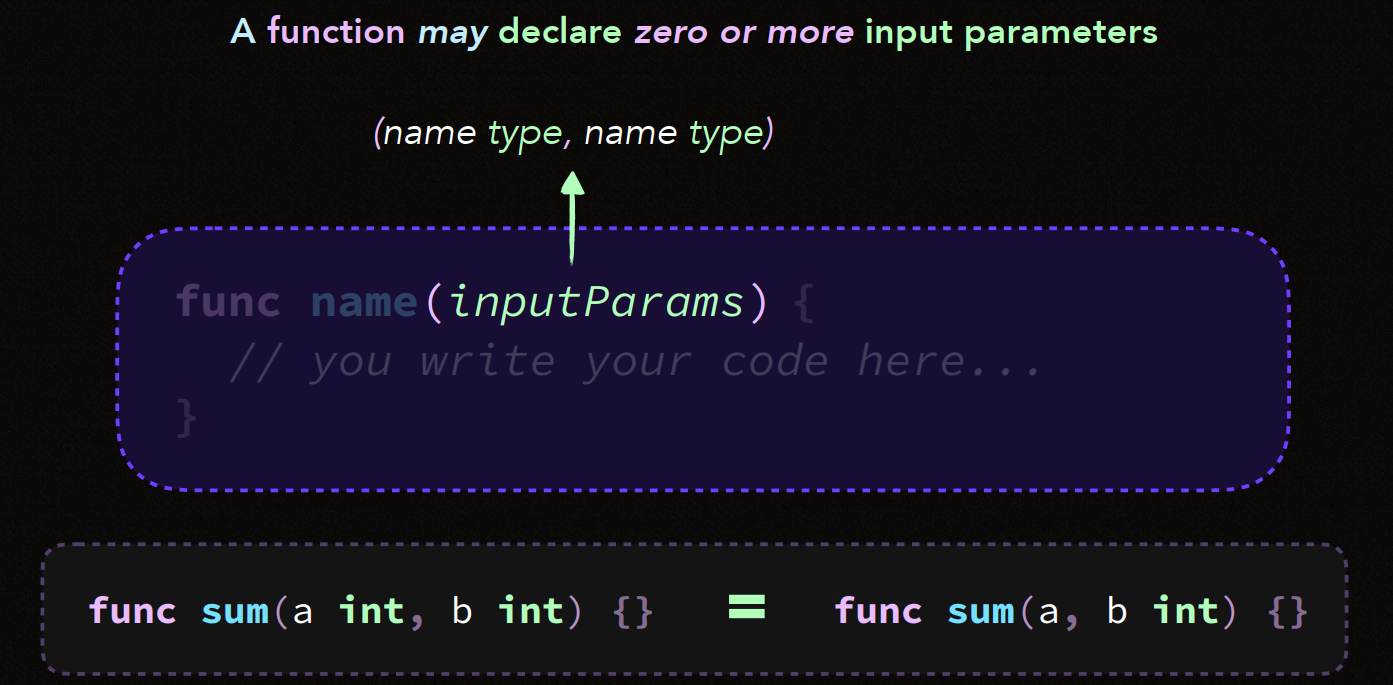 A function may declare zero or more input parameters
(name type, name type)
func name(inputParams) {
// you write your code here...
}
func sum(a int, b int) {} = func sum(a, b int) {}